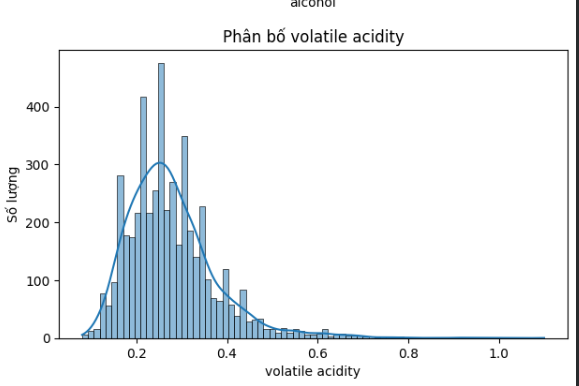 alcohol
Phân bố volatile acidity
Số lượng
400
300
200
100
0
0.2 0.4 0.6 0.8 1.0
volatile acidity